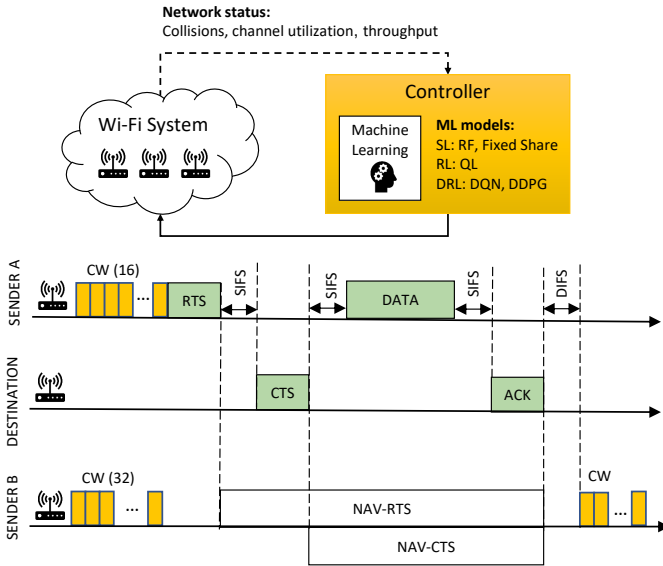 Network status:
Collisions, channel utilization, throughput
Controller
Wi-Fi System
Machine
Learning
ML models:
SL: RF, Fixed Share
RL: QL
DRL: DQN, DDPG
SENDER A
CW (16)
...
RTS
SIFS
SIFS
DATA
SIFS
DIFS
DESTINATION
CTS
ACK
SENDER B
CW (32)
...
NAV-RTS
NAV-CTS
CW
...